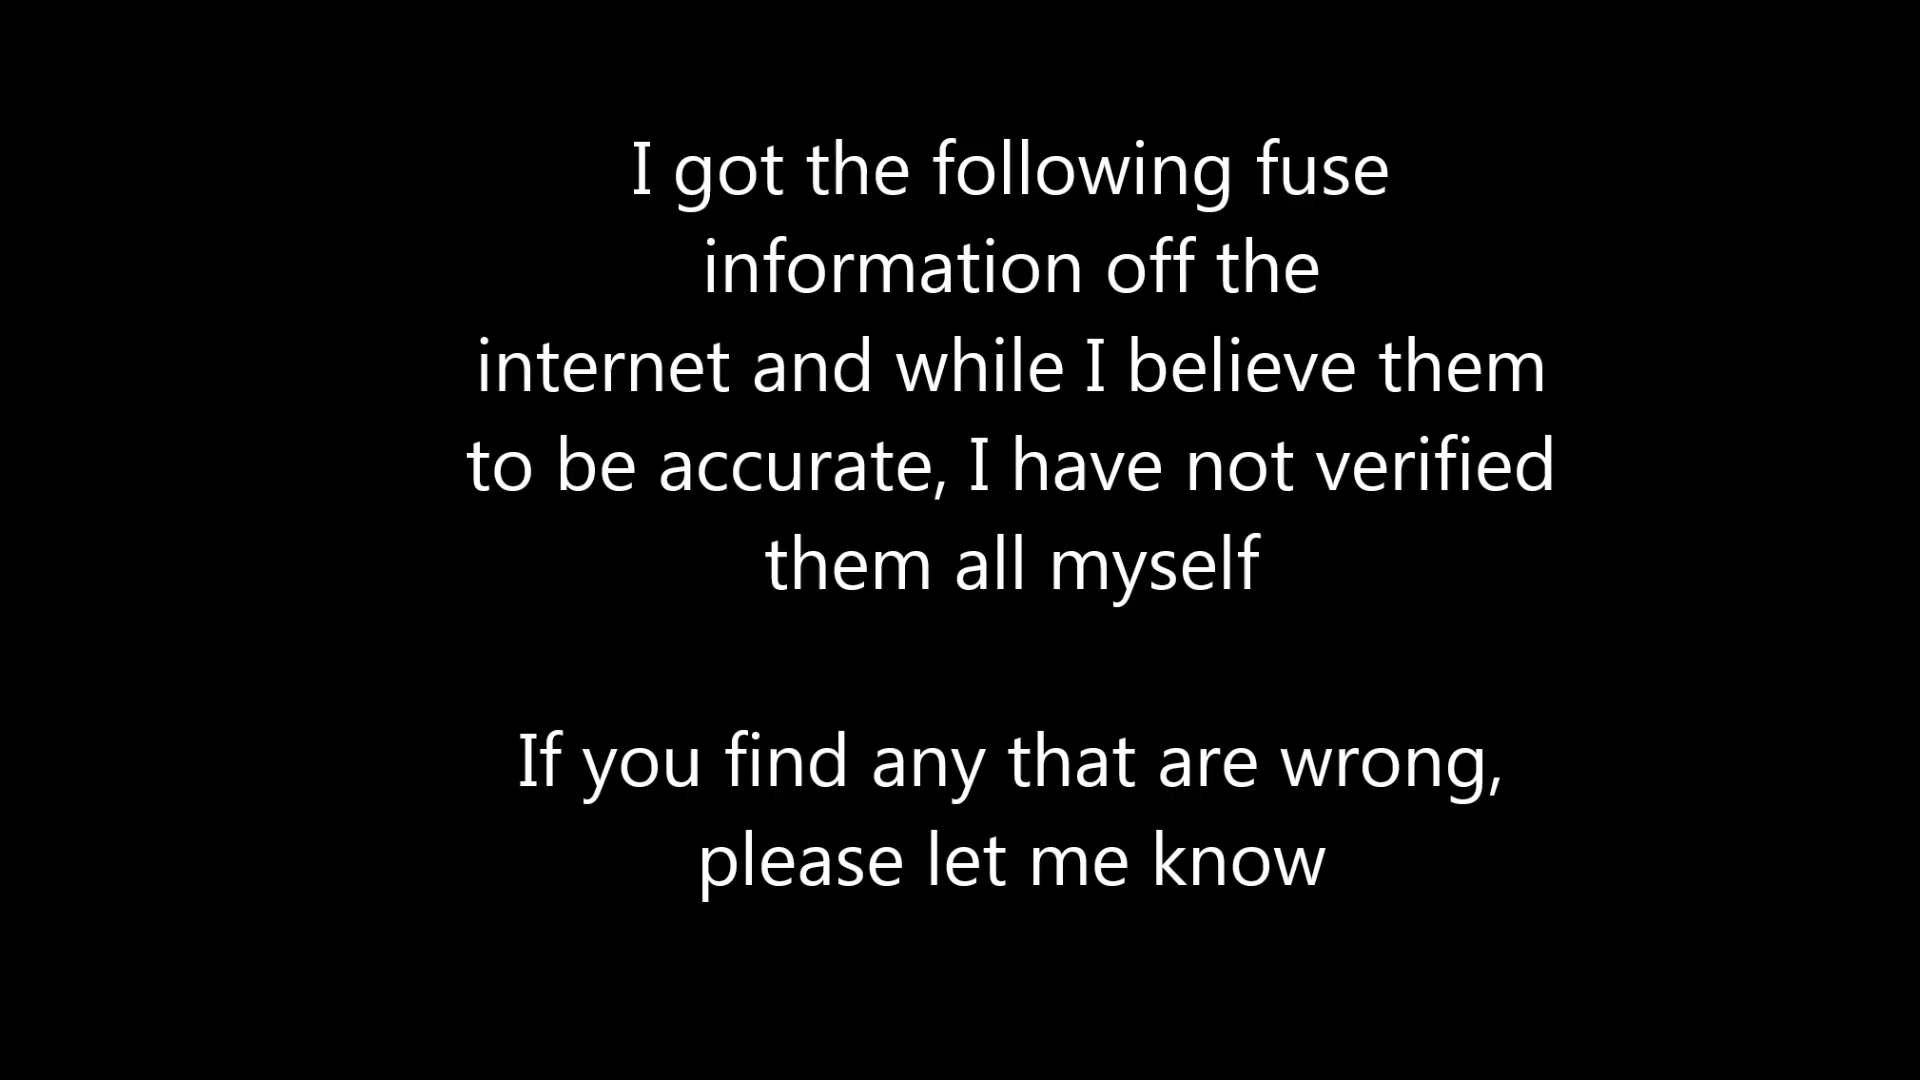 I got the following fuse
information off the
internet and while I believe them
to be accurate, I have not verified
them all myself
If you find any that are wrong,
please let me know